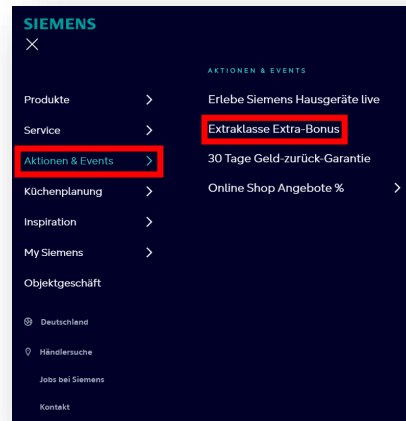 SIEMENS
AKTIONEN & EVENTS
Produkte
Erlebe Siemens Hausgeräte live
Service
Extraklasse Extra-Bonus
Aktionen & Events
30 Tage Geld-zurück-Garantie
Küchenplanung
Online Shop Angebote %
Inspiration
My Siemens
Objektgeschäft
Deutschland
Händlersuche
Jobs bei Siemens
Kontakt